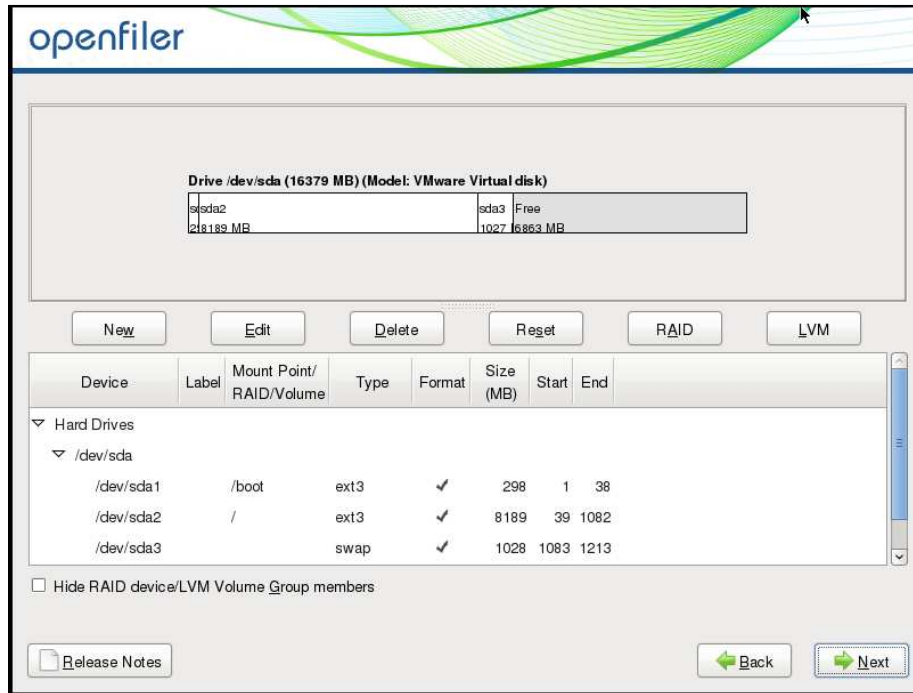 openfiler
Drive /dev/sda (16379 MB) (Model: VMware Virtual disk)
sda2 sda3 Free
8189 MB 1027 6863 MB
New Edit Delete Reset RAID LVM
Device Label Mount Point/ RAID/Volume Type Format Size (MB) Start End
Hard Drives
/dev/sda
/dev/sda1 /boot ext3 298 1 38
/dev/sda2 / ext3 8189 39 1082
/dev/sda3 swap 1028 1083 1213
Hide RAID device/LVM Volume Group members
Release Notes Back Next